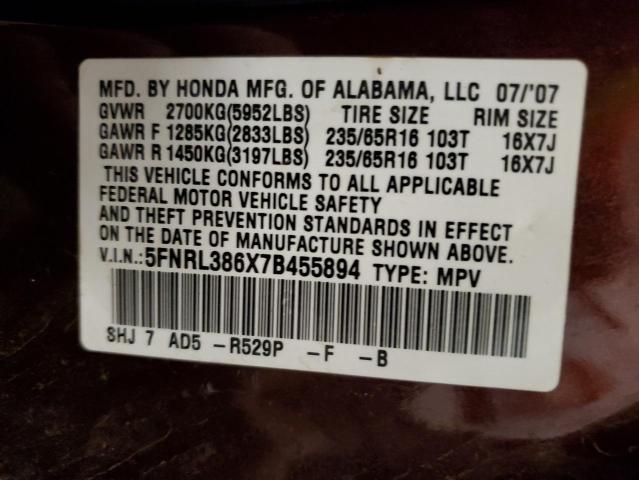 MFD. BY HONDA MFG. OF ALABAMA, LLC 07/'07
GVWR 2700KG(5952LBS) TIRE SIZE RIM SIZE
GAWR F 1285KG(2833LBS) 235/65R16 103T 16X7J
GAWR R 1450KG(3197LBS) 235/65R16 103T 16X7J
THIS VEHICLE CONFORMS TO ALL APPLICABLE
FEDERAL MOTOR VEHICLE SAFETY
AND THEFT PREVENTION STANDARDS IN EFFECT
ON THE DATE OF MANUFACTURE SHOWN ABOVE.
V.I.N.:5FNRL386X7B455894 TYPE: MPV
SHJ 7 AD5 -R529P -F -B